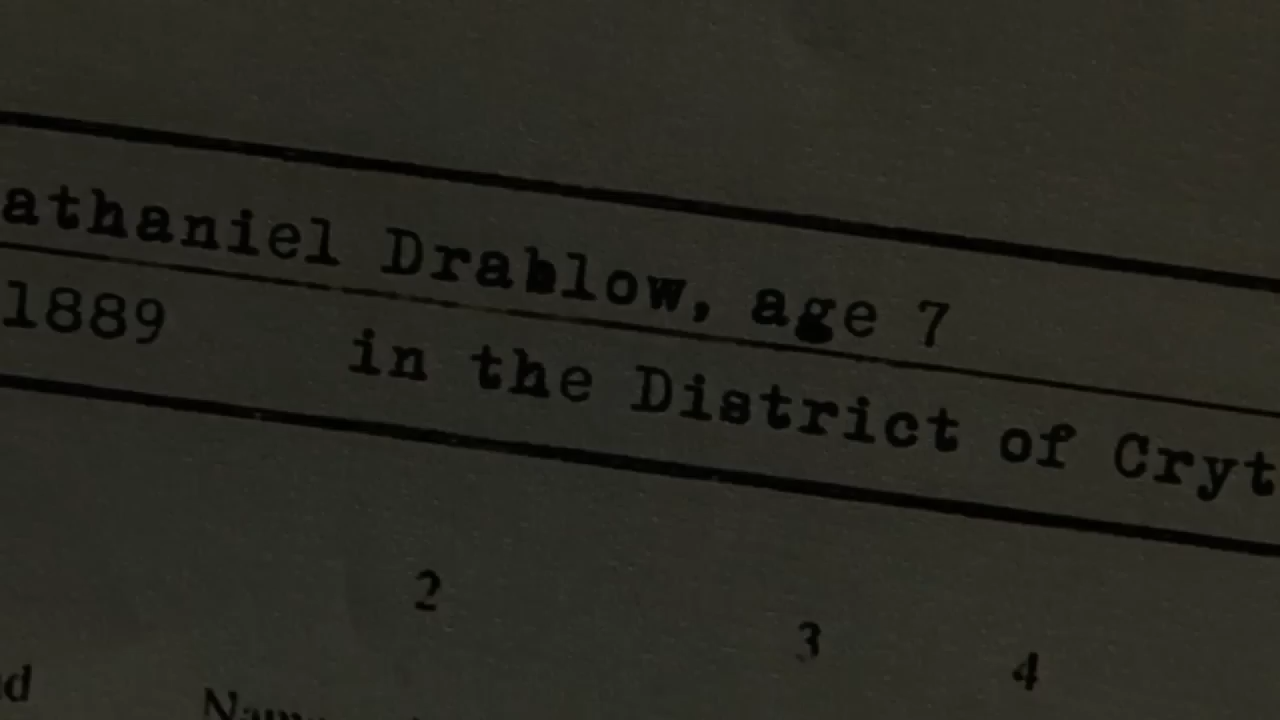 athaniel Drablow, age 7
1889 in the District of Cryt
2 3 4